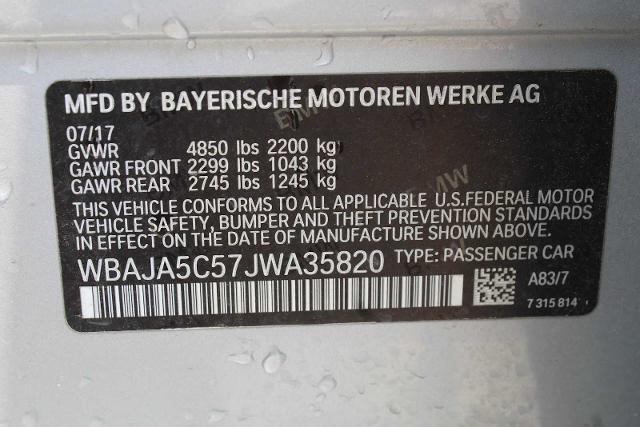 MFD BY BAYERISCHE MOTOREN WERKE AG
07/17
GVWR 4850 lbs 2200 kg
GAWR FRONT 2299 lbs 1043 kg
GAWR REAR 2745 lbs 1245 kg
THIS VEHICLE CONFORMS TO ALL APPLICABLE U.S.FEDERAL MOTOR
VEHICLE SAFETY, BUMPER AND THEFT PREVENTION STANDARDS
IN EFFECT ON THE DATE OF MANUFACTURE SHOWN ABOVE.
WBAJA5C57JWA35820 TYPE: PASSENGER CAR
A83/7
7 315 814